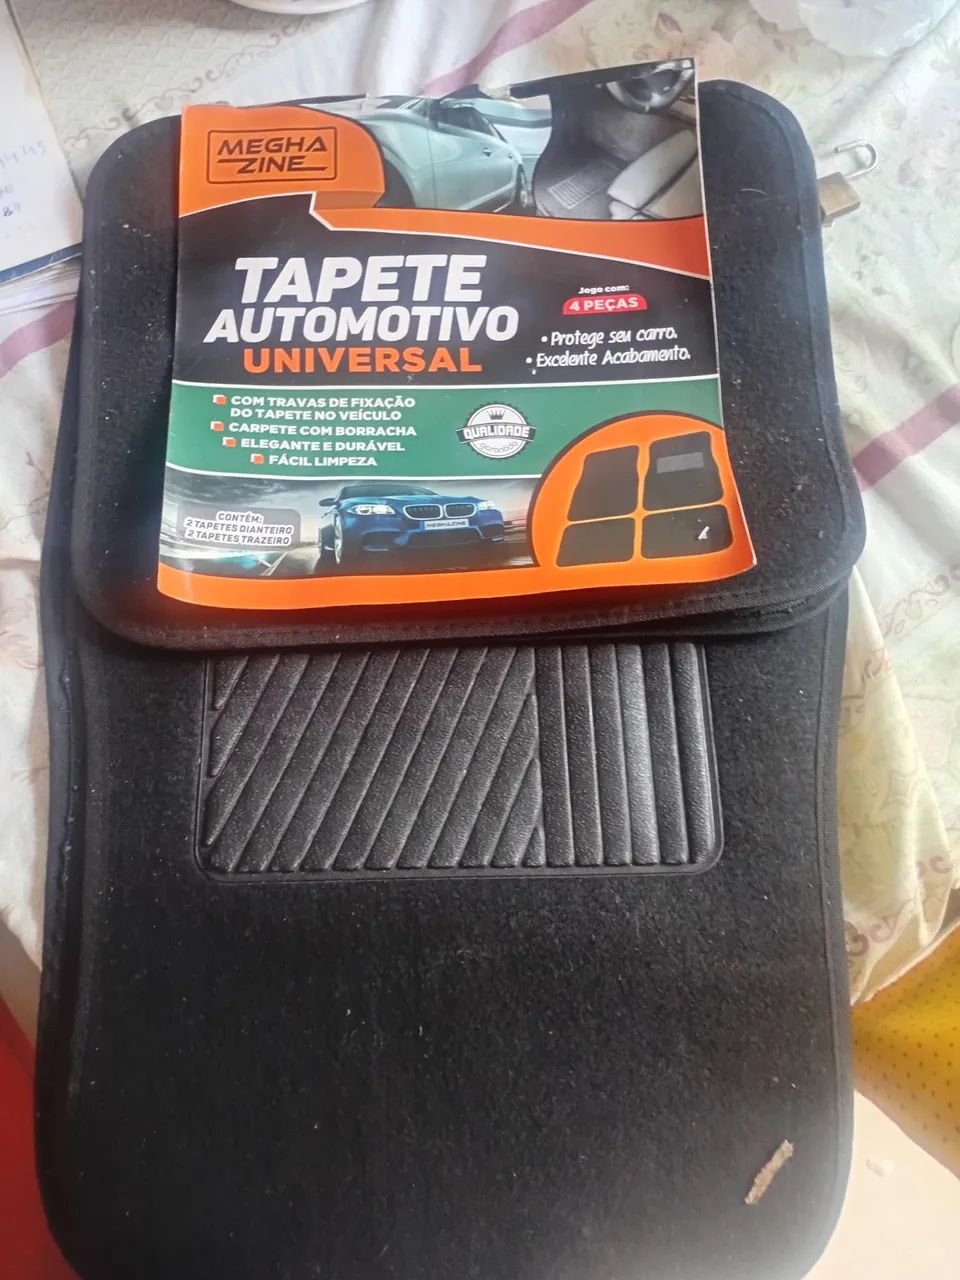 MEGHA
ZINE
TAPETE
AUTOMOTIVO
UNIVERSAL
Jogo com:
4 PEÇAS
• Protege seu carro.
• Excelente Acabamento.
COM TRAVAS DE FIXAÇÃO
DO TAPETE NO VEÍCULO
CARPETE COM BORRACHA
ELEGANTE E DURÁVEL
FÁCIL LIMPEZA
QUALIDADE
garantida
CONTÉM:
2 TAPETES DIANTEIRO
2 TAPETES TRAZEIRO
MEGHAZINE